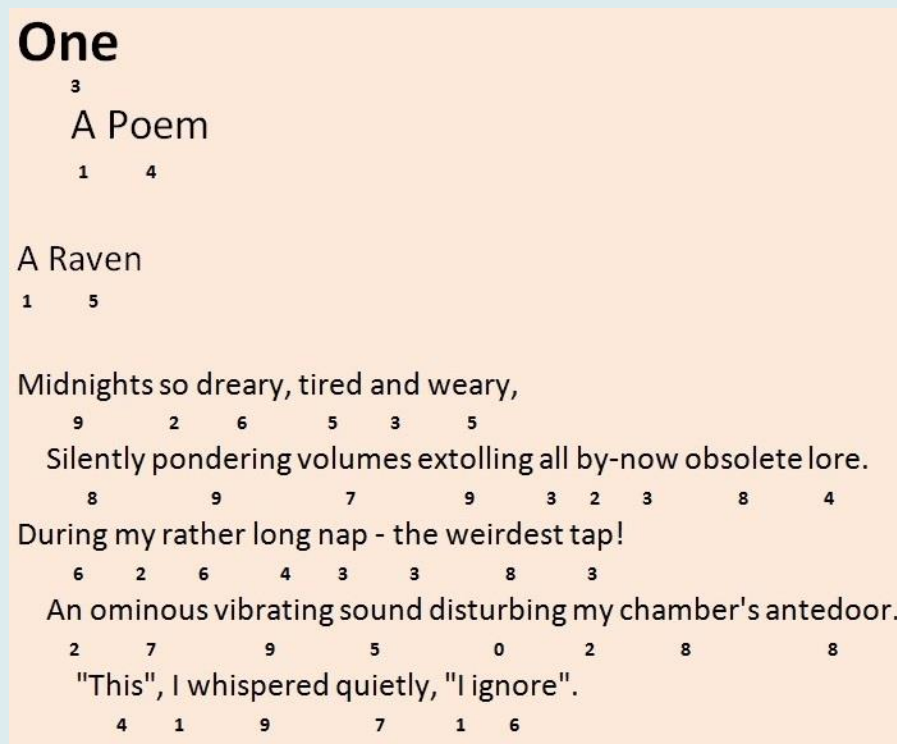 One
3
A Poem
1 4
A Raven
1 5
Midnights so dreary, tired and weary,
9 2 6 5 3 5
Silently pondering volumes extolling all by-now obsolete lore.
8 9 7 9 3 2 3 8 4
During my rather long nap - the weirdest tap!
6 2 6 4 3 3 8 3
An ominous vibrating sound disturbing my chamber's antedoor.
2 7 9 5 0 2 8 8
"This", I whispered quietly, "I ignore".
4 1 9 7 1 6